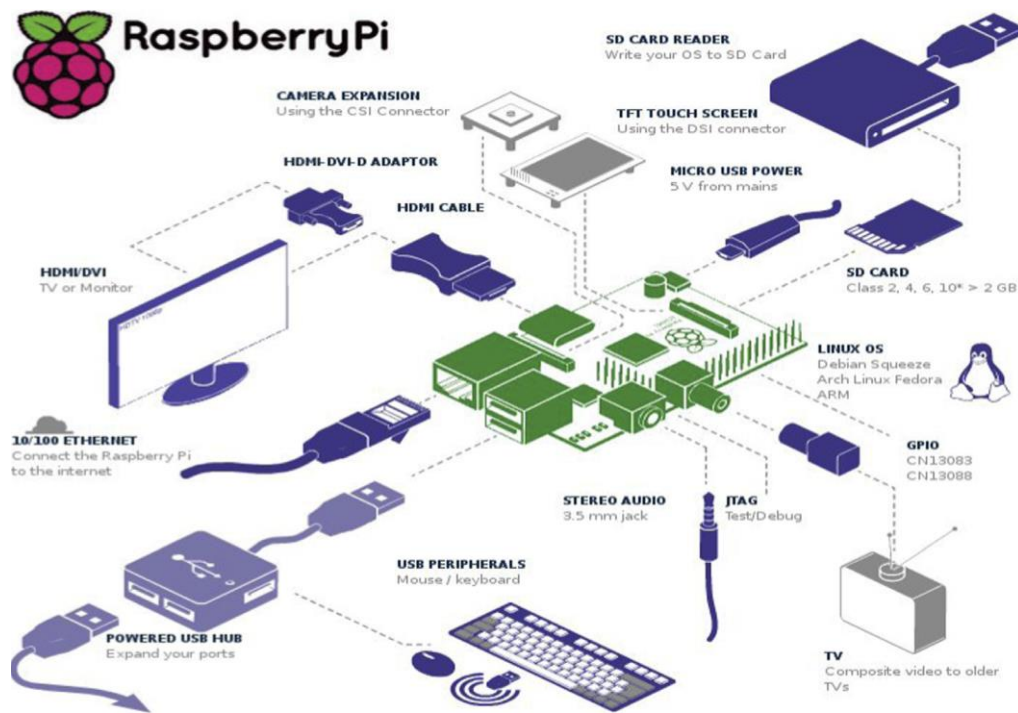 RaspberryPi
SD CARD READER
Write your OS to SD Card
CAMERA EXPANSION
Using the CSI Connector
TFT TOUCH SCREEN
Using the DSI connector
HDMI-DVI-D ADAPTOR
MICRO USB POWER
5 V from mains
HDMI CABLE
HDMI/DVI
TV or Monitor
HDTV 1080p
SD CARD
Class 2, 4, 6, 10* > 2 GB
LINUX OS
Debian Squeeze
Arch Linux Fedora
ARM
10/100 ETHERNET
Connect the Raspberry Pi
to the internet
GPIO
CN13083
CN13088
STEREO AUDIO
3.5 mm jack
JTAG
Test/Debug
USB PERIPHERALS
Mouse / keyboard
POWERED USB HUB
Expand your ports
TV
Composite video to older
TVs